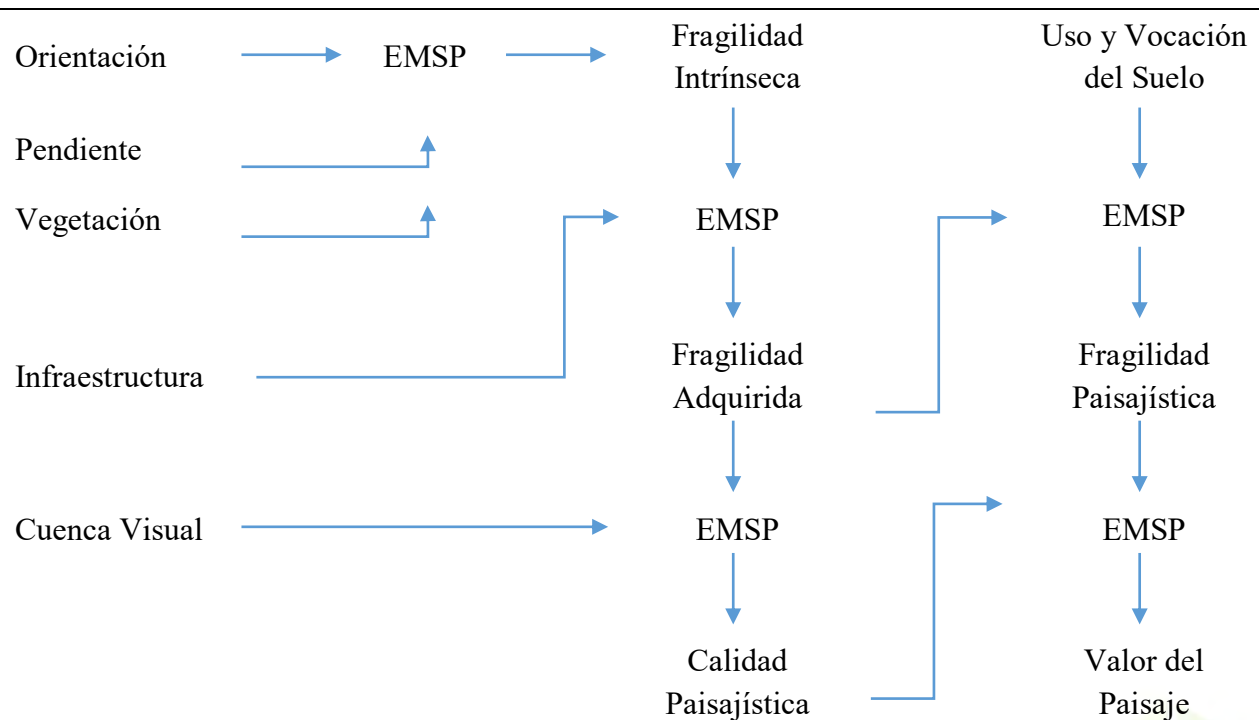 Orientación
EMSP
Fragilidad
Intrínseca
Uso y Vocación
del Suelo
Pendiente
Vegetación
EMSP
EMSP
Infraestructura
Fragilidad
Adquirida
Fragilidad
Paisajística
Cuenca Visual
EMSP
EMSP
Calidad
Paisajística
Valor del
Paisaje